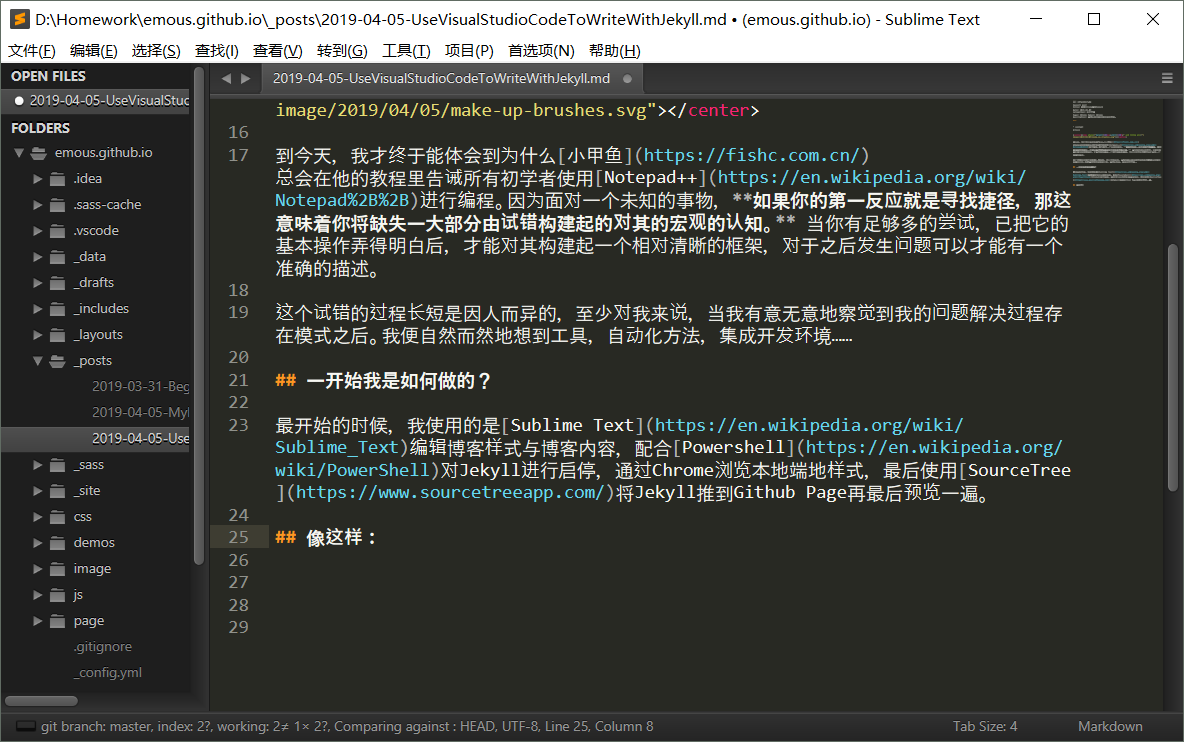 D:\Homework\emous.github.io\_posts\2019-04-05-UseVisualStudioCodeToWriteWithJekyll.md • (emous.github.io) - Sublime Text
文件(F) 编辑(E) 选择(S) 查找(I) 查看(V) 转到(G) 工具(T) 项目(P) 首选项(N) 帮助(H)
OPEN FILES
2019-04-05-UseVisualStud
FOLDERS
emous.github.io
.idea
.sass-cache
.vscode
_data
_drafts
_includes
_layouts
_posts
2019-03-31-Beg
2019-04-05-Myl
2019-04-05-Use
_sass
_site
css
demos
image
js
page
.gitignore
_config.yml
2019-04-05-UseVisualStudioCodeToWriteWithJekyll.md
image/2019/04/05/make-up-brushes.svg"></center>
16
17 到今天，我才终于能体会到为什么[小甲鱼](https://fishc.com.cn/)
总会在他的教程里告诫所有初学者使用[Notepad++](https://en.wikipedia.org/wiki/
Notepad%2B%2B)进行编程。因为面对一个未知的事物，**如果你的第一反应就是寻找捷径，那这
意味着你将缺失一大部分由试错构建起的对其的宏观的认知。** 当你有足够多的尝试，已把它的
基本操作弄得明白后，才能对其构建起一个相对清晰的框架，对于之后发生问题可以才能有一个
准确的描述。
18
19 这个试错的过程长短是因人而异的，至少对我来说，当我有意无意地察觉到我的问题解决过程存
在模式之后。我便自然而然地想到工具，自动化方法，集成开发环境……
20
21 ## 一开始我是如何做的？
22
23 最开始的时候，我使用的是[Sublime Text](https://en.wikipedia.org/wiki/
Sublime_Text)编辑博客样式与博客内容，配合[Powershell](https://en.wikipedia.org/
wiki/PowerShell)对Jekyll进行启停，通过Chrome浏览本地端地样式，最后使用[SourceTree
](https://www.sourcetreeapp.com/)将Jekyll推到Github Page再最后预览一遍。
24
25 ## 像这样：
26
27
28
29
git branch: master, index: 2?, working: 2≠ 1× 2?, Comparing against : HEAD, UTF-8, Line 25, Column 8
Tab Size: 4
Markdown